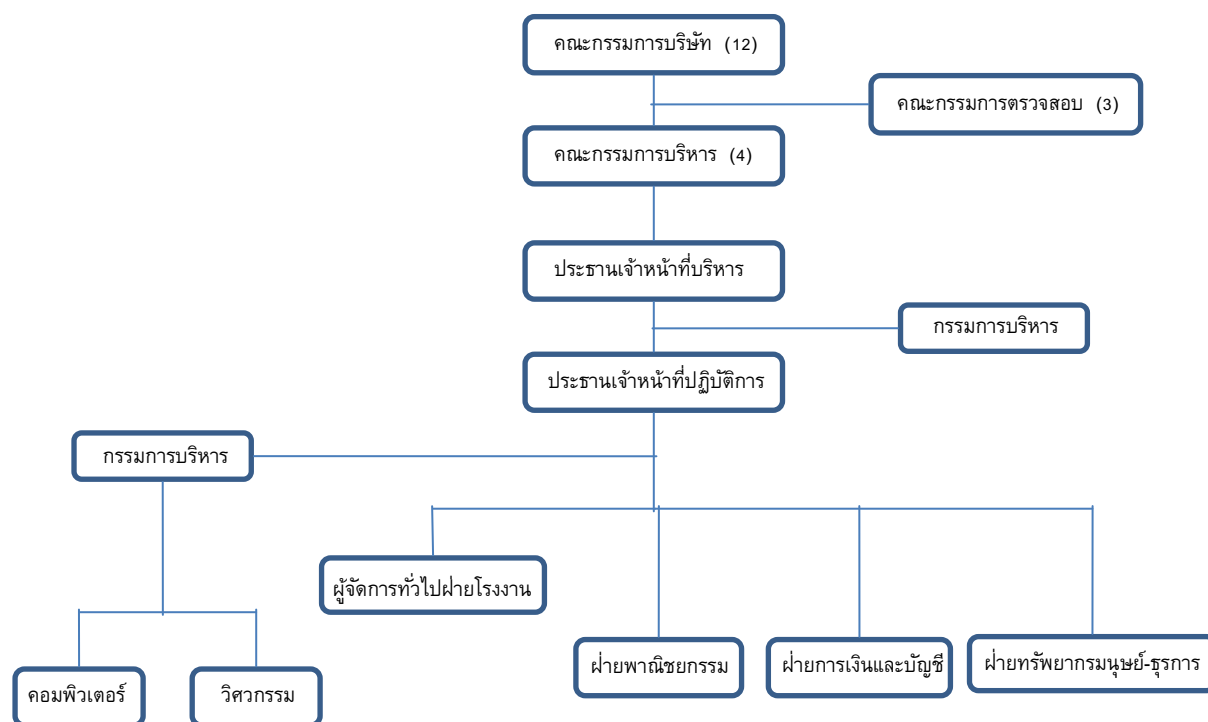 คณะกรรมการบริษัท (12)
คณะกรรมการตรวจสอบ (3)
คณะกรรมการบริหาร (4)
ประธานเจ้าหน้าที่บริหาร
กรรมการบริหาร
ประธานเจ้าหน้าที่ปฏิบัติการ
กรรมการบริหาร
ผู้จัดการทั่วไปฝ่ายโรงงาน
ฝ่ายพาณิชยกรรม
ฝ่ายการเงินและบัญชี
ฝ่ายทรัพยากรมนุษย์-ธุรการ
คอมพิวเตอร์
วิศวกรรม